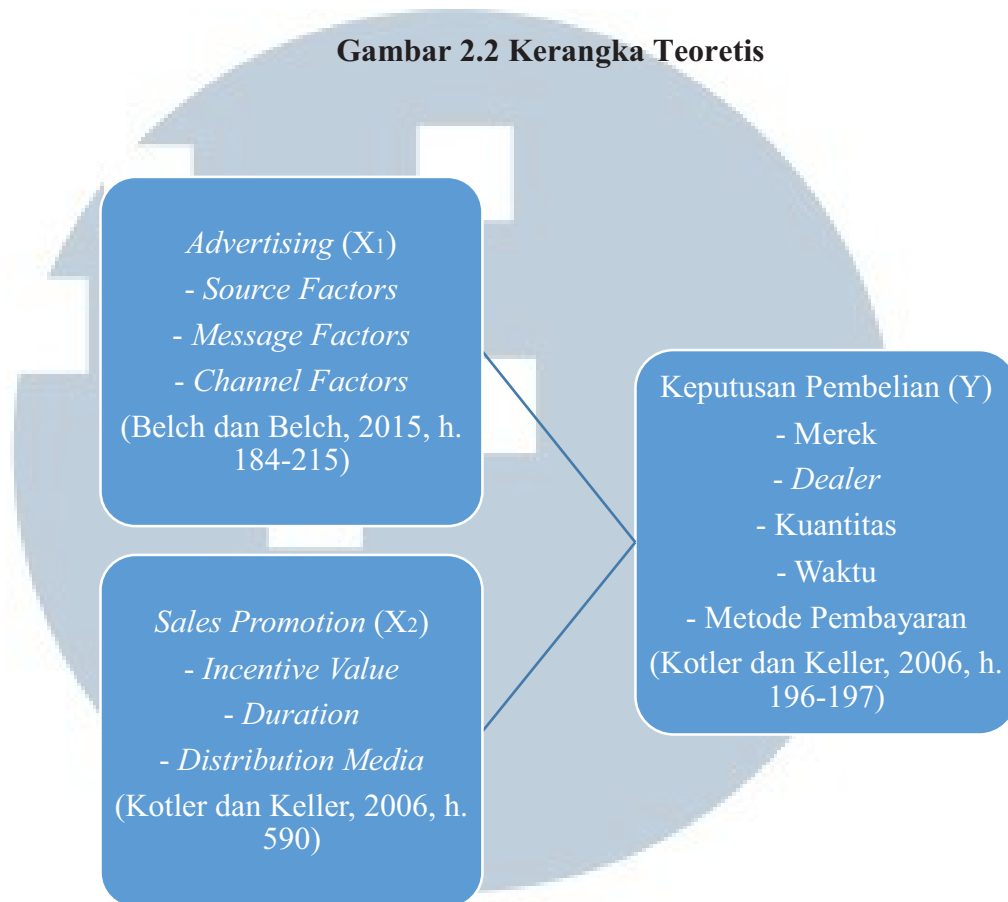 Gambar 2.2 Kerangka Teoretis
Advertising (X1)
- Source Factors
- Message Factors
- Channel Factors
(Belch dan Belch, 2015, h.
184-215)
Sales Promotion (X2)
- Incentive Value
- Duration
- Distribution Media
(Kotler dan Keller, 2006, h.
590)
Keputusan Pembelian (Y)
- Merek
- Dealer
- Kuantitas
- Waktu
- Metode Pembayaran
(Kotler dan Keller, 2006, h.
196-197)